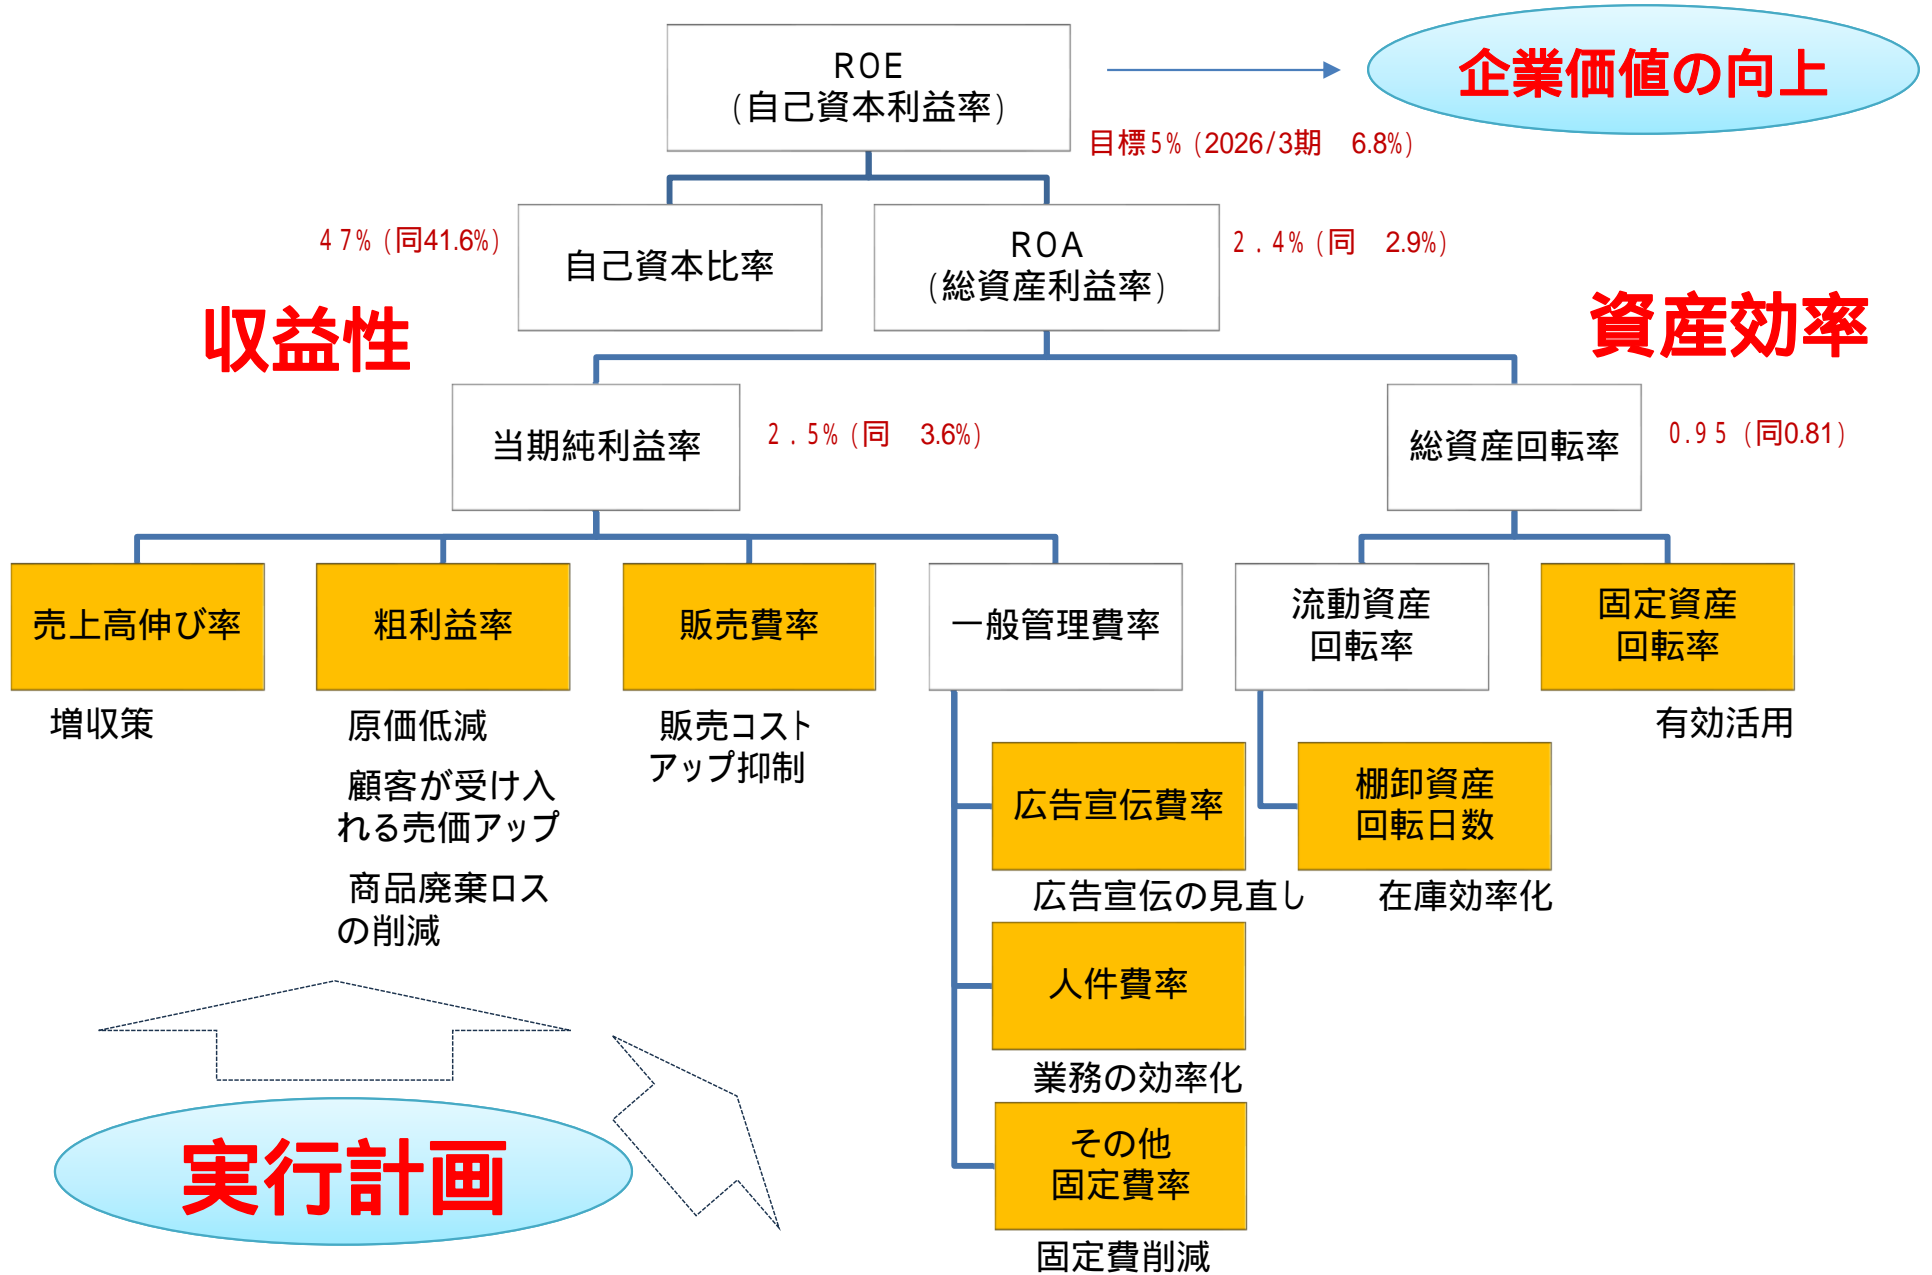 ROE
(自己資本利益率)
企業価値の向上
目標5% (2026/3期　6.8%)
47% (同41.6%)
自己資本比率
ROA
(総資産利益率)
2.4% (同　2.9%)
収益性
資産効率
当期純利益率
2.5% (同　3.6%)
総資産回転率
0.95 (同0.81)
売上高伸び率
粗利益率
販売費率
一般管理費率
流動資産
回転率
固定資産
回転率
増収策
原価低減
顧客が受け入
れる売価アップ
商品廃棄ロス
の削減
販売コスト
アップ抑制
有効活用
広告宣伝費率
棚卸資産
回転日数
広告宣伝の見直し
在庫効率化
人件費率
業務の効率化
その他
固定費率
固定費削減
実行計画